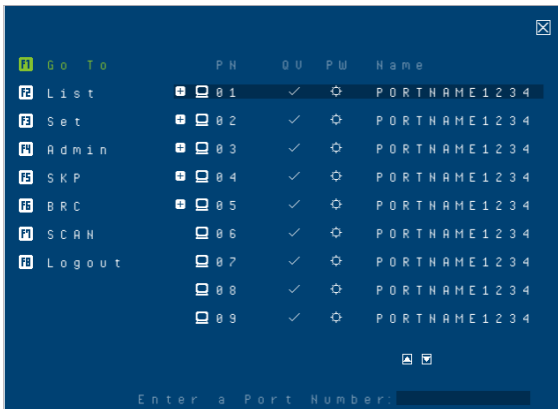 F1 Go To PN QV PW Name
F2 List 01 PORTNAME1234
F3 Set 02 PORTNAME1234
F4 Admin 03 PORTNAME1234
F5 SKP 04 PORTNAME1234
F6 BRC 05 PORTNAME1234
F7 SCAN 06 PORTNAME1234
F8 Logout 07 PORTNAME1234
08 PORTNAME1234
09 PORTNAME1234
Enter a Port Number: